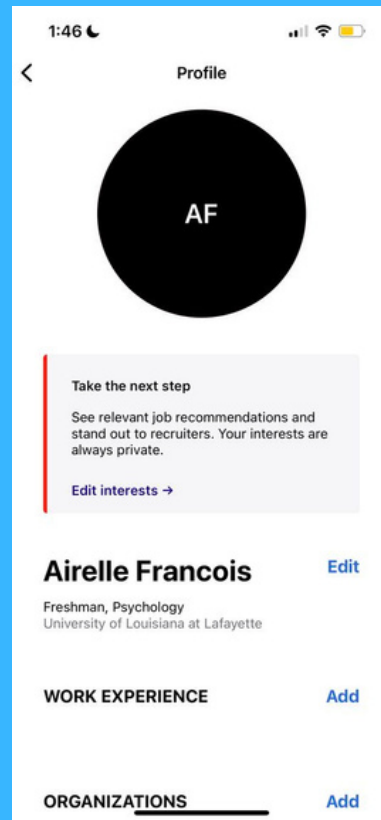 1:46
Profile
AF
Take the next step
See relevant job recommendations and
stand out to recruiters. Your interests are
always private.
Edit interests →
Airelle Francois
Edit
Freshman, Psychology
University of Louisiana at Lafayette
WORK EXPERIENCE
Add
ORGANIZATIONS
Add